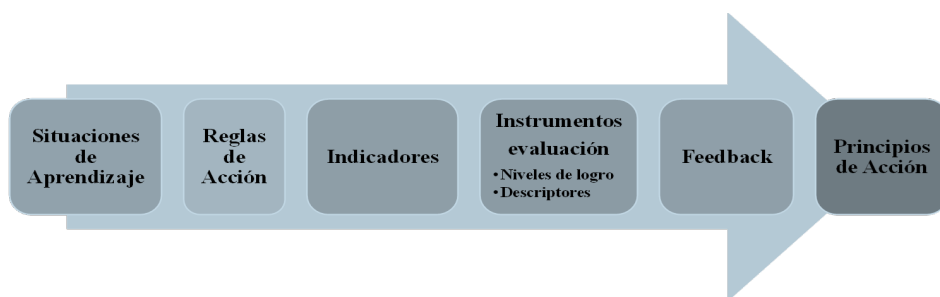 Situaciones
de
Aprendizaje
Reglas
de
Acción
Indicadores
Instrumentos
evaluación
•Niveles de logro
•Descriptores
Feedback
Principios
de Acción